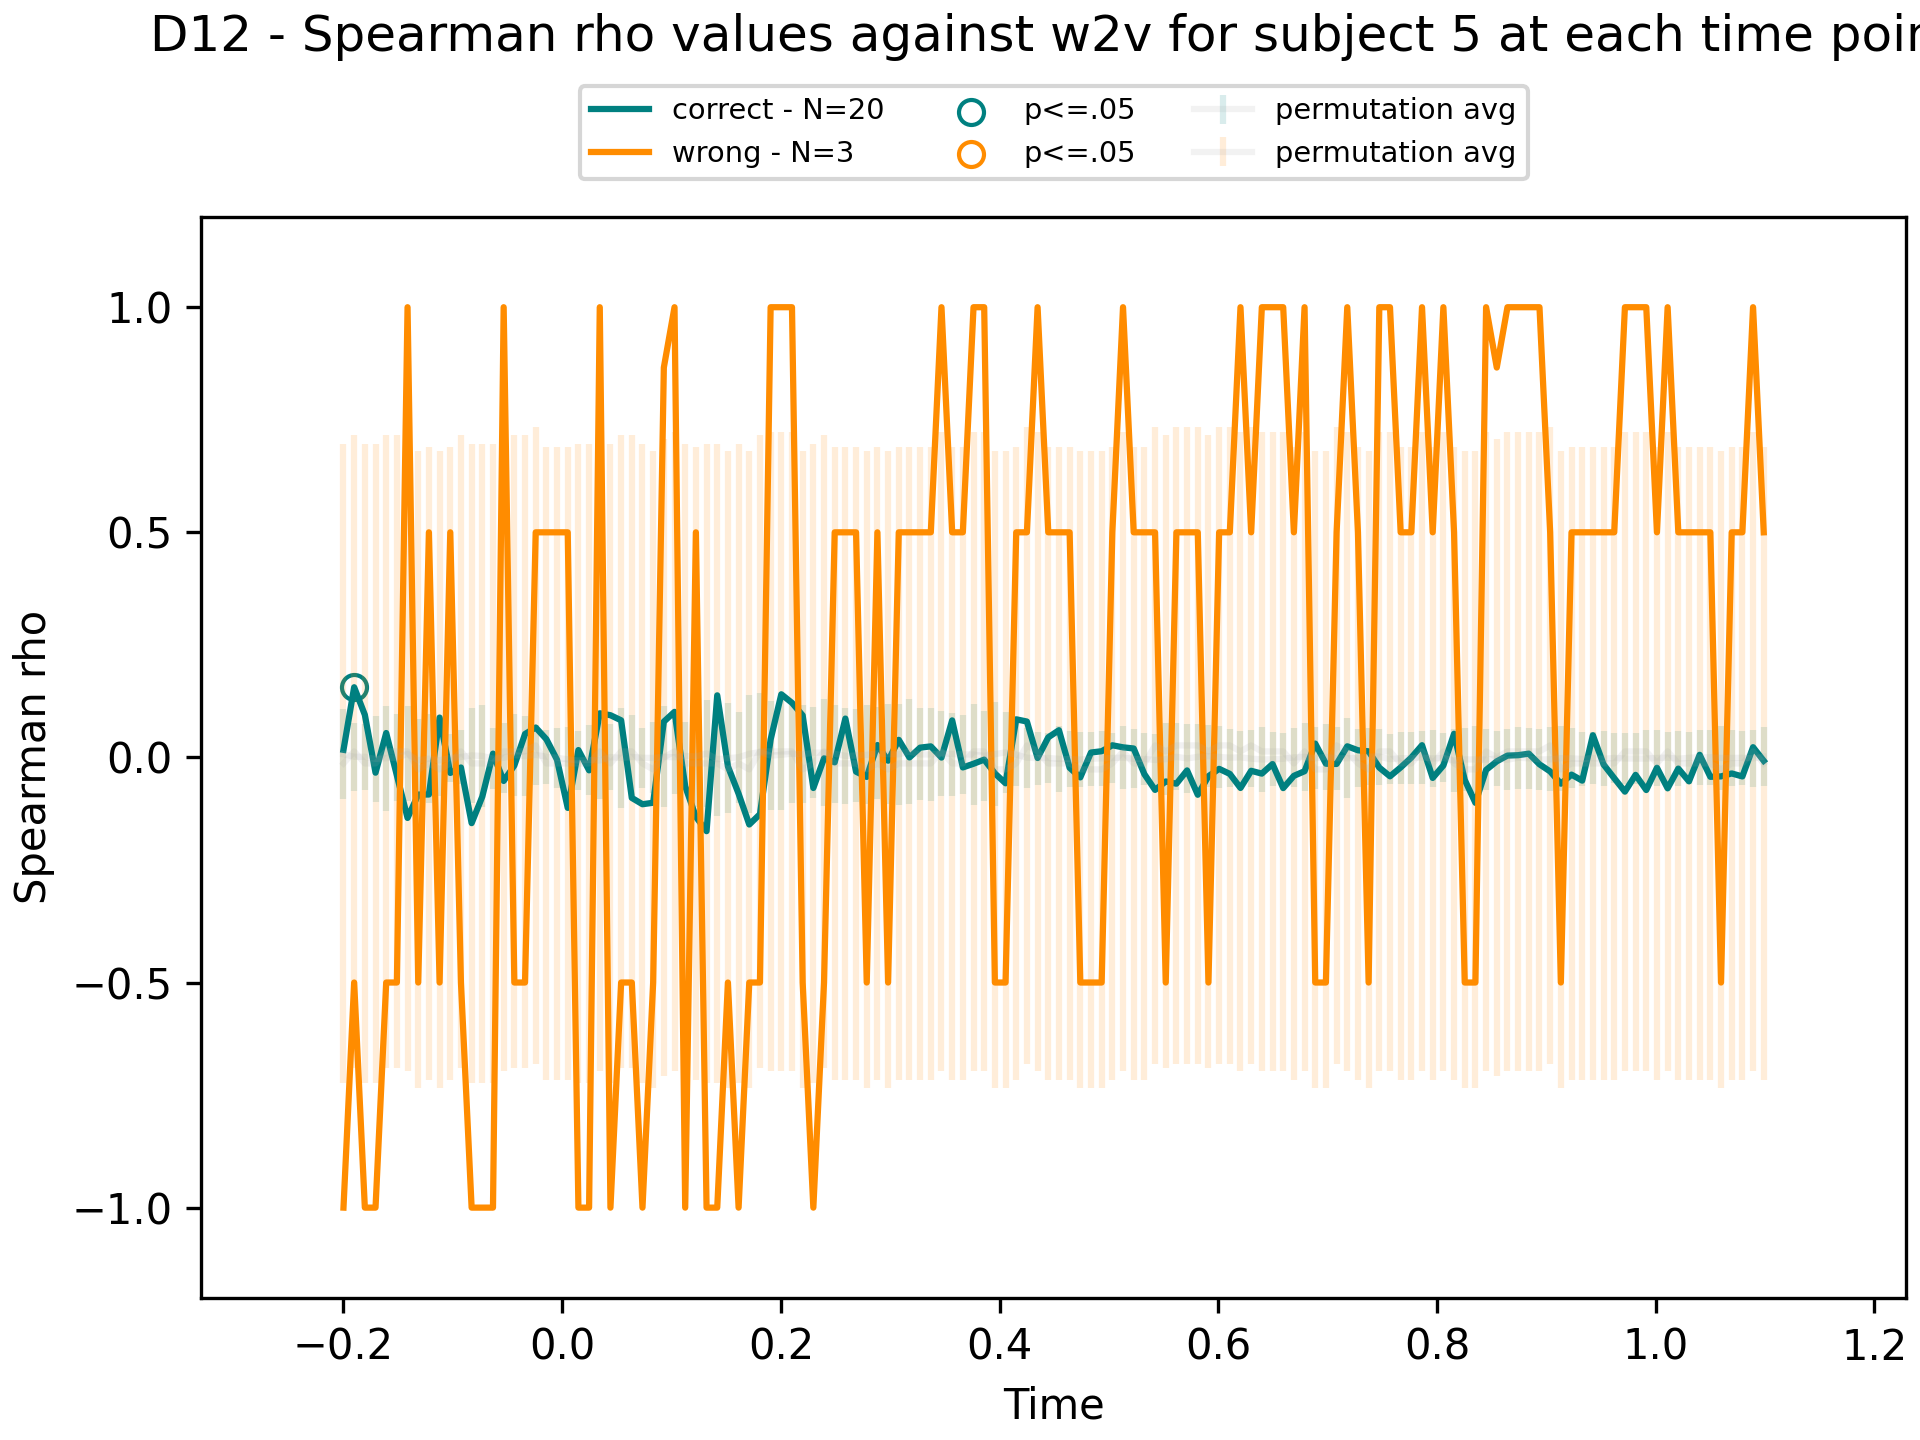 D12 - Spearman rho values against w2v for subject 5 at each time poin
correct - N=20
wrong - N=3
p<=.05
p<=.05
permutation avg
permutation avg
1.0
0.5
0.0
−0.5
−1.0
Spearman rho
−0.2 0.0 0.2 0.4 0.6 0.8 1.0 1.2
Time